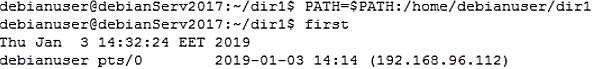 debianuser@debianServ2017:~/dir1$ PATH=$PATH:/home/debianuser/dir1
debianuser@debianServ2017:~/dir1$ first
Thu Jan  3 14:32:24 EET 2019
debianuser pts/0        2019-01-03 14:14 (192.168.96.112)